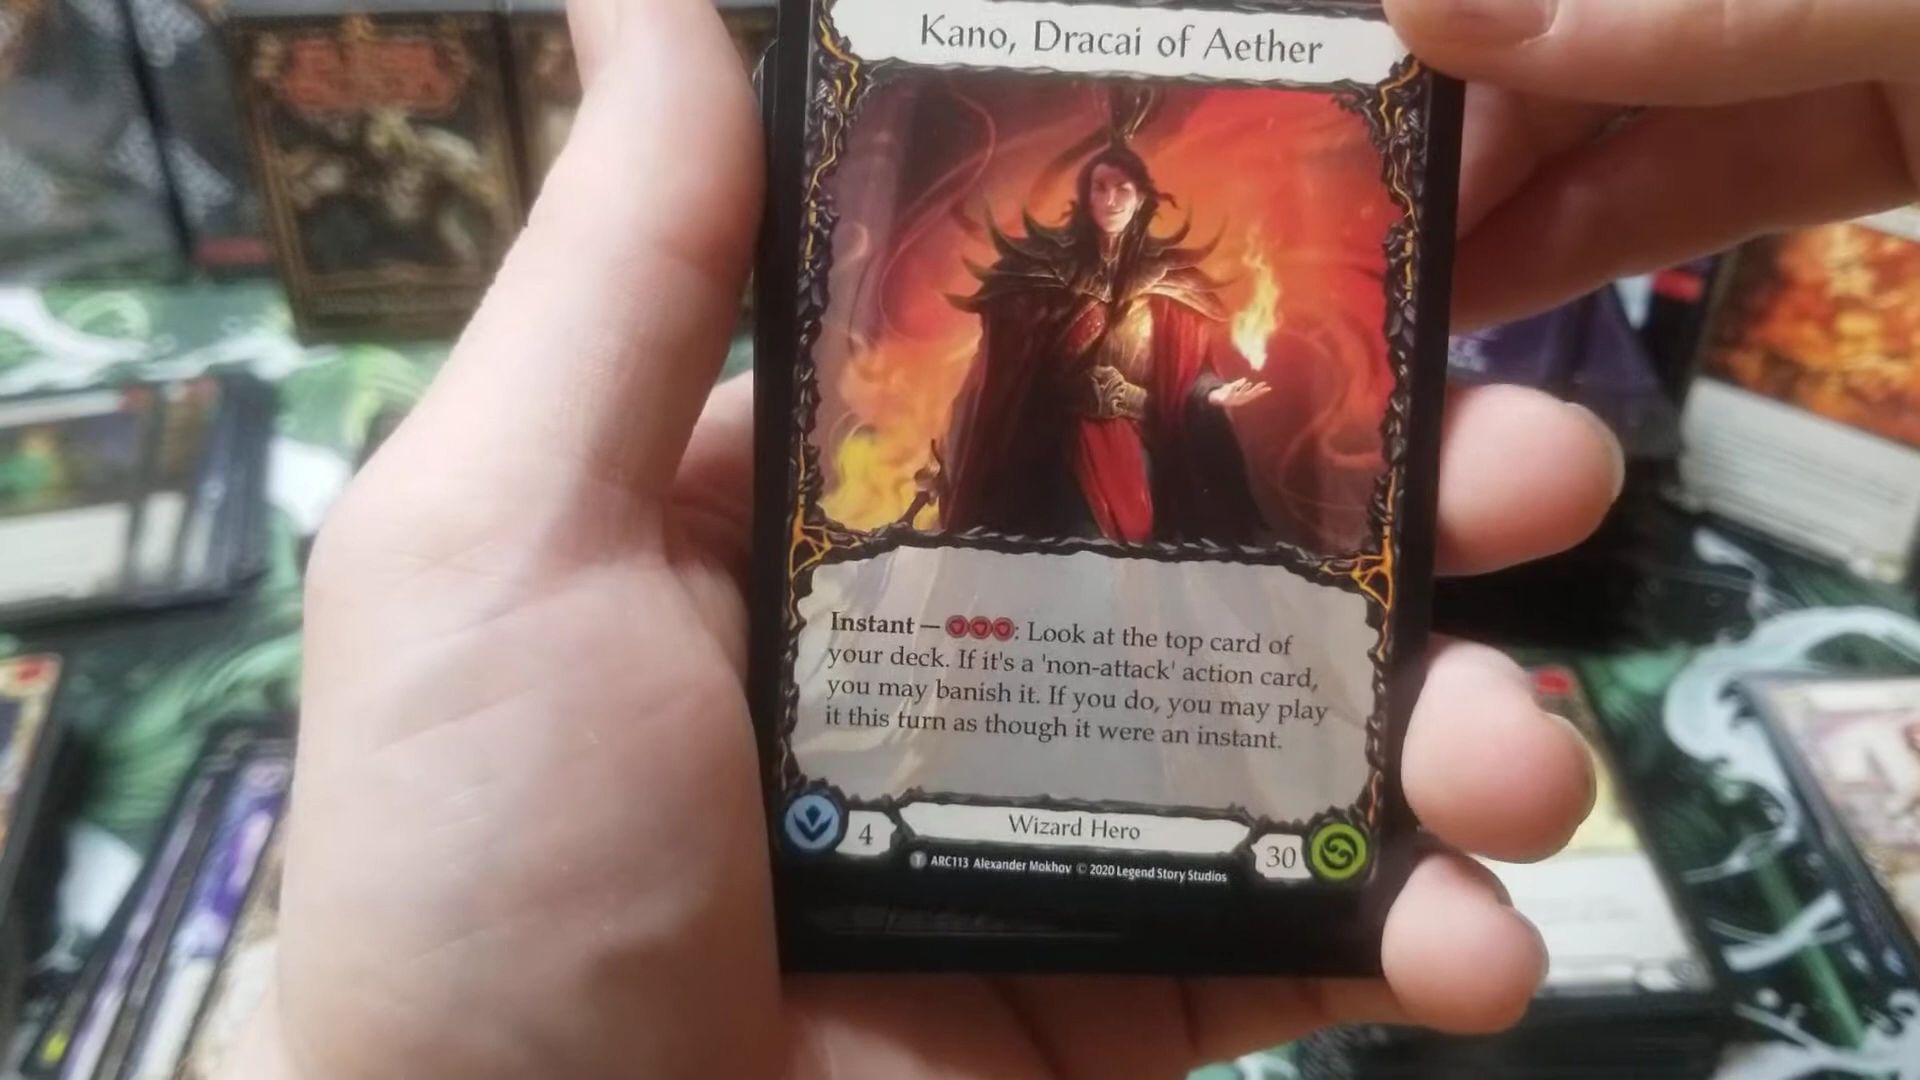 Kano, Dracai of Aether
Instant — : Look at the top card of
your deck. If it's a 'non-attack' action card,
you may banish it. If you do, you may play
it this turn as though it were an instant.
4
Wizard Hero
30
T ARC113 Alexander Mokhov © 2020 Legend Story Studios